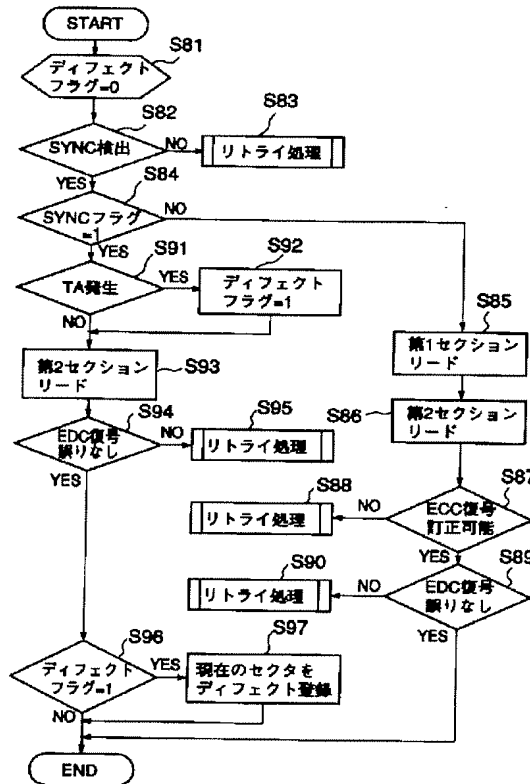 START
S81
ディフェクト
フラグ=0
S82
SYNC検出
NO
S83
リトライ処理
YES
S84
SYNCフラグ
=1
NO
YES
S91
TA発生
YES
S92
ディフェクト
フラグ=1
NO
第2セクション
リード
S93
S85
第1セクション
リード
S86
第2セクション
リード
S94
EDC復号
誤りなし
NO
S95
リトライ処理
YES
S87
ECC復号
訂正可能
NO
S88
リトライ処理
YES
S89
EDC復号
誤りなし
NO
S90
リトライ処理
YES
S96
ディフェクト
フラグ=1
YES
S97
現在のセクタを
ディフェクト登録
NO
END